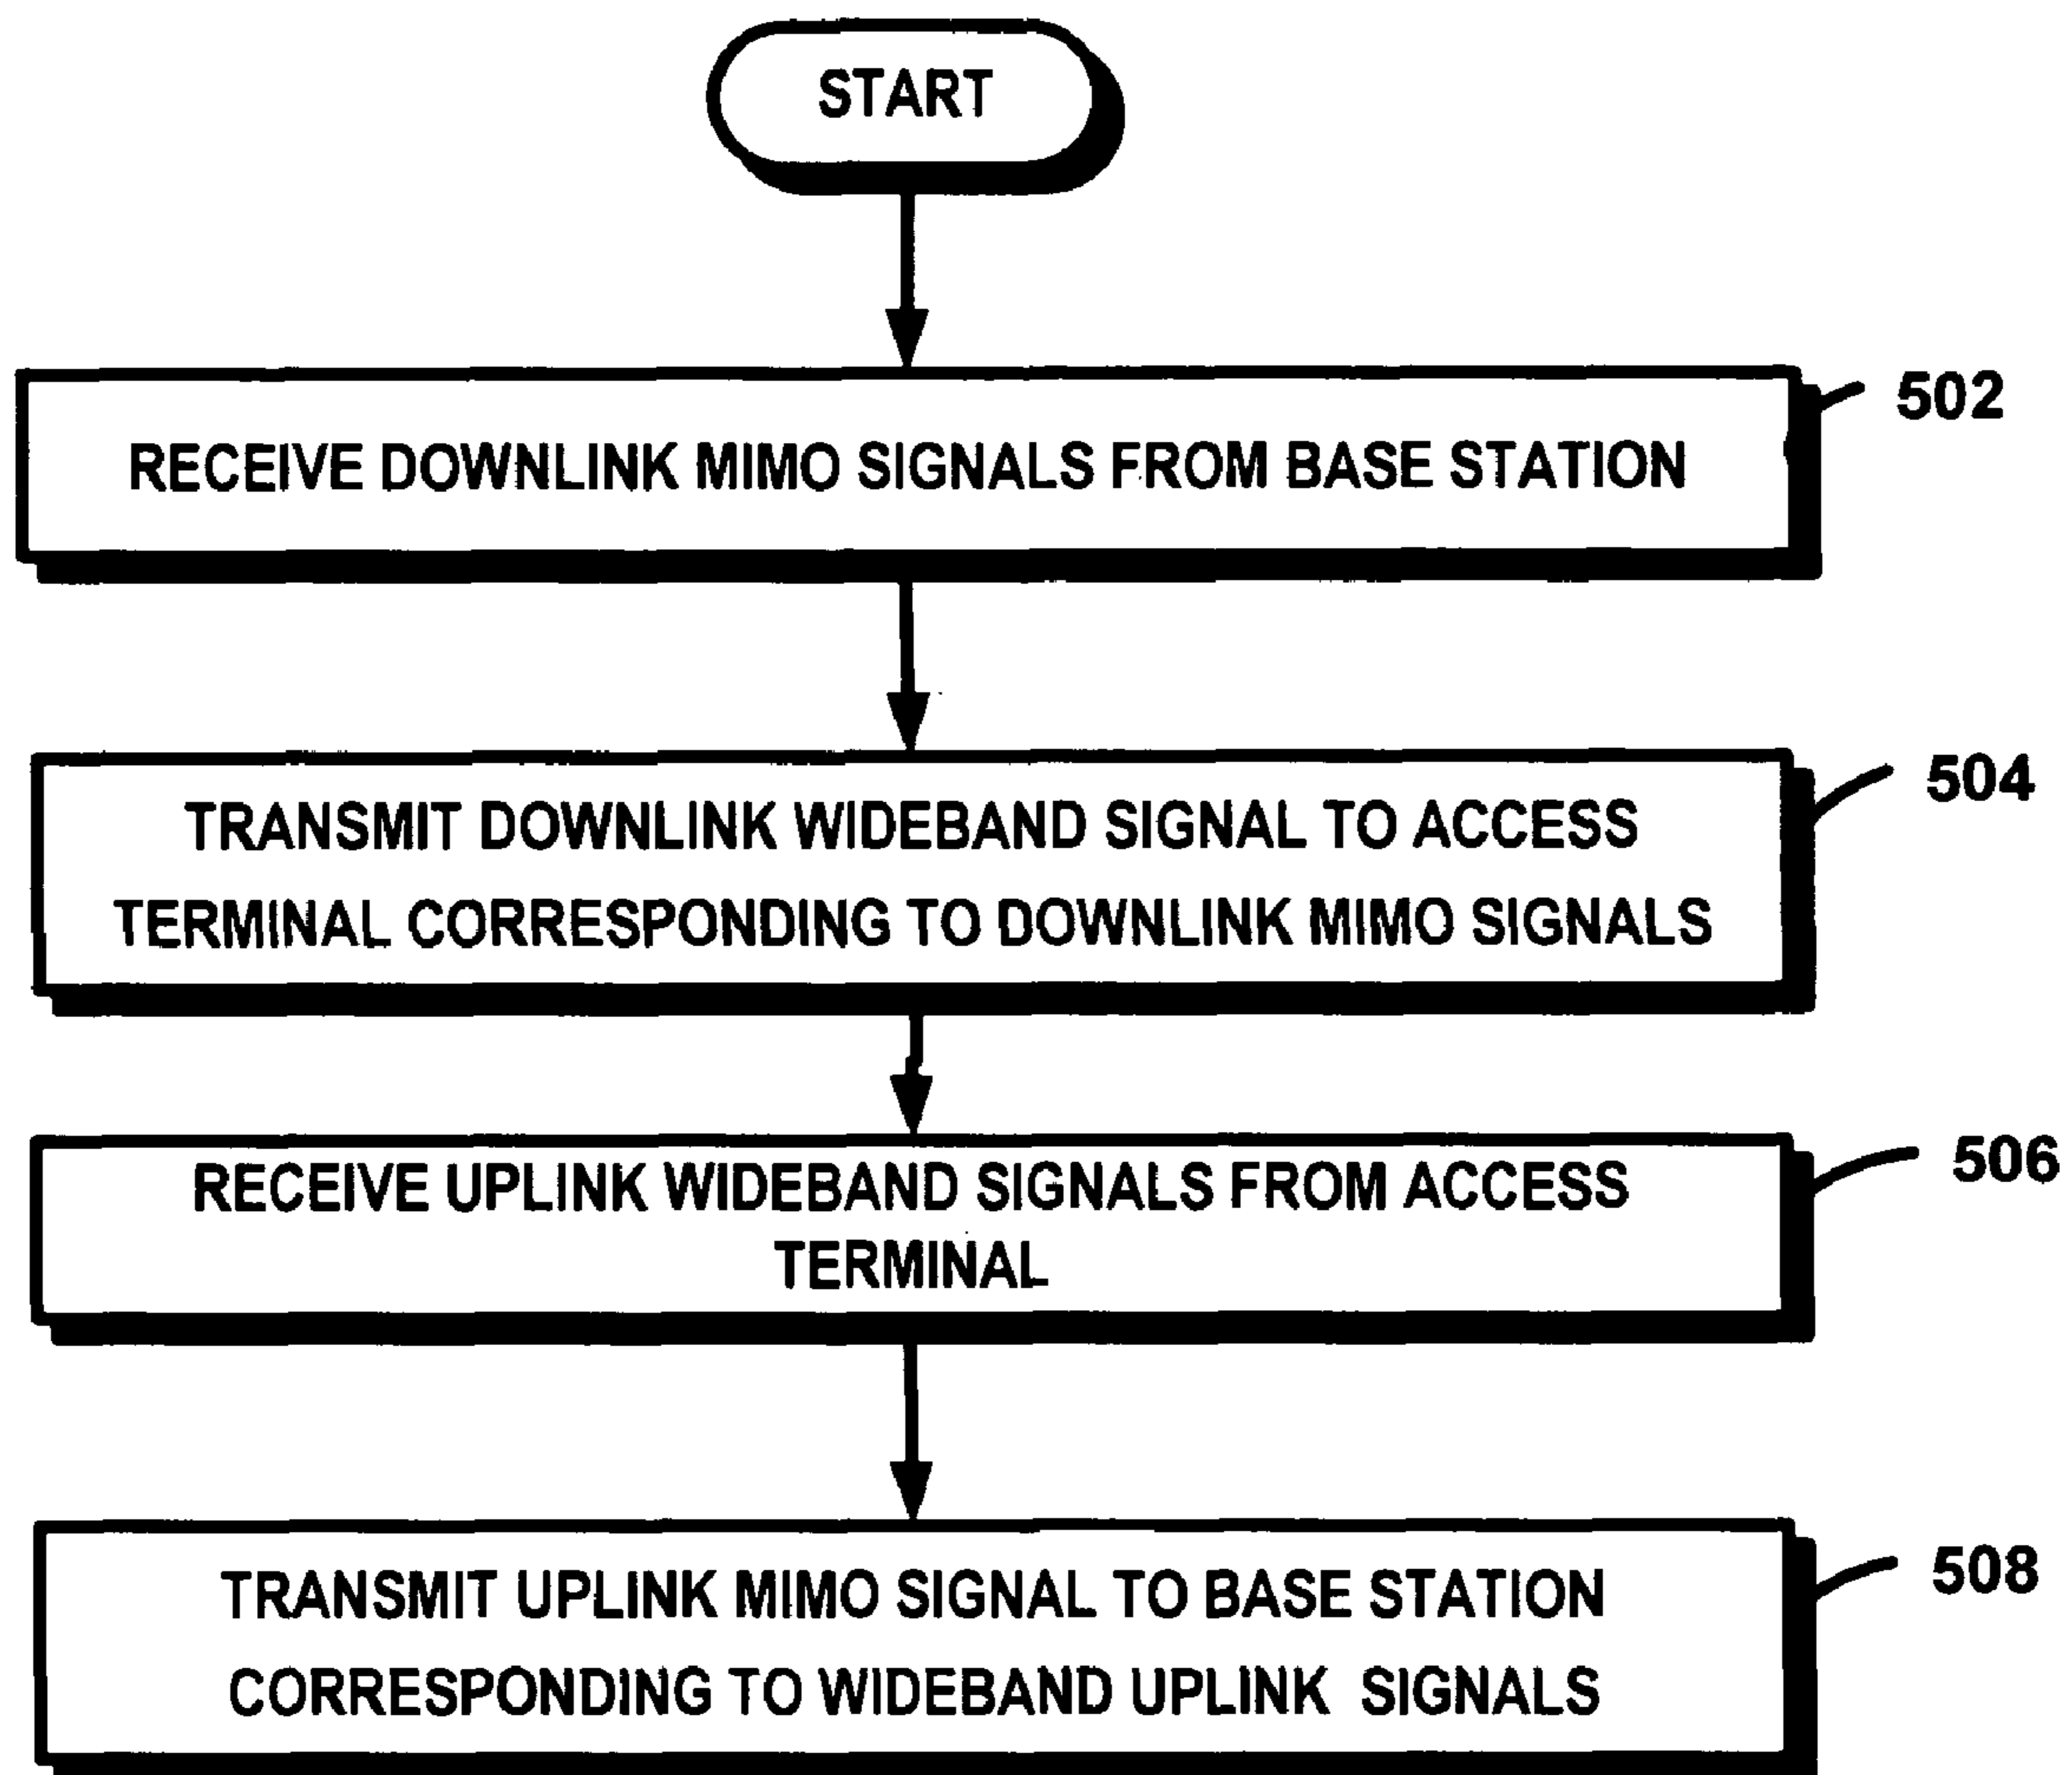 START
502
RECEIVE DOWNLINK MIMO SIGNALS FROM BASE STATION
504
TRANSMIT DOWNLINK WIDEBAND SIGNAL TO ACCESS
TERMINAL CORRESPONDING TO DOWNLINK MIMO SIGNALS
506
RECEIVE UPLINK WIDEBAND SIGNALS FROM ACCESS
TERMINAL
508
TRANSMIT UPLINK MIMO SIGNAL TO BASE STATION
CORRESPONDING TO WIDEBAND UPLINK SIGNALS